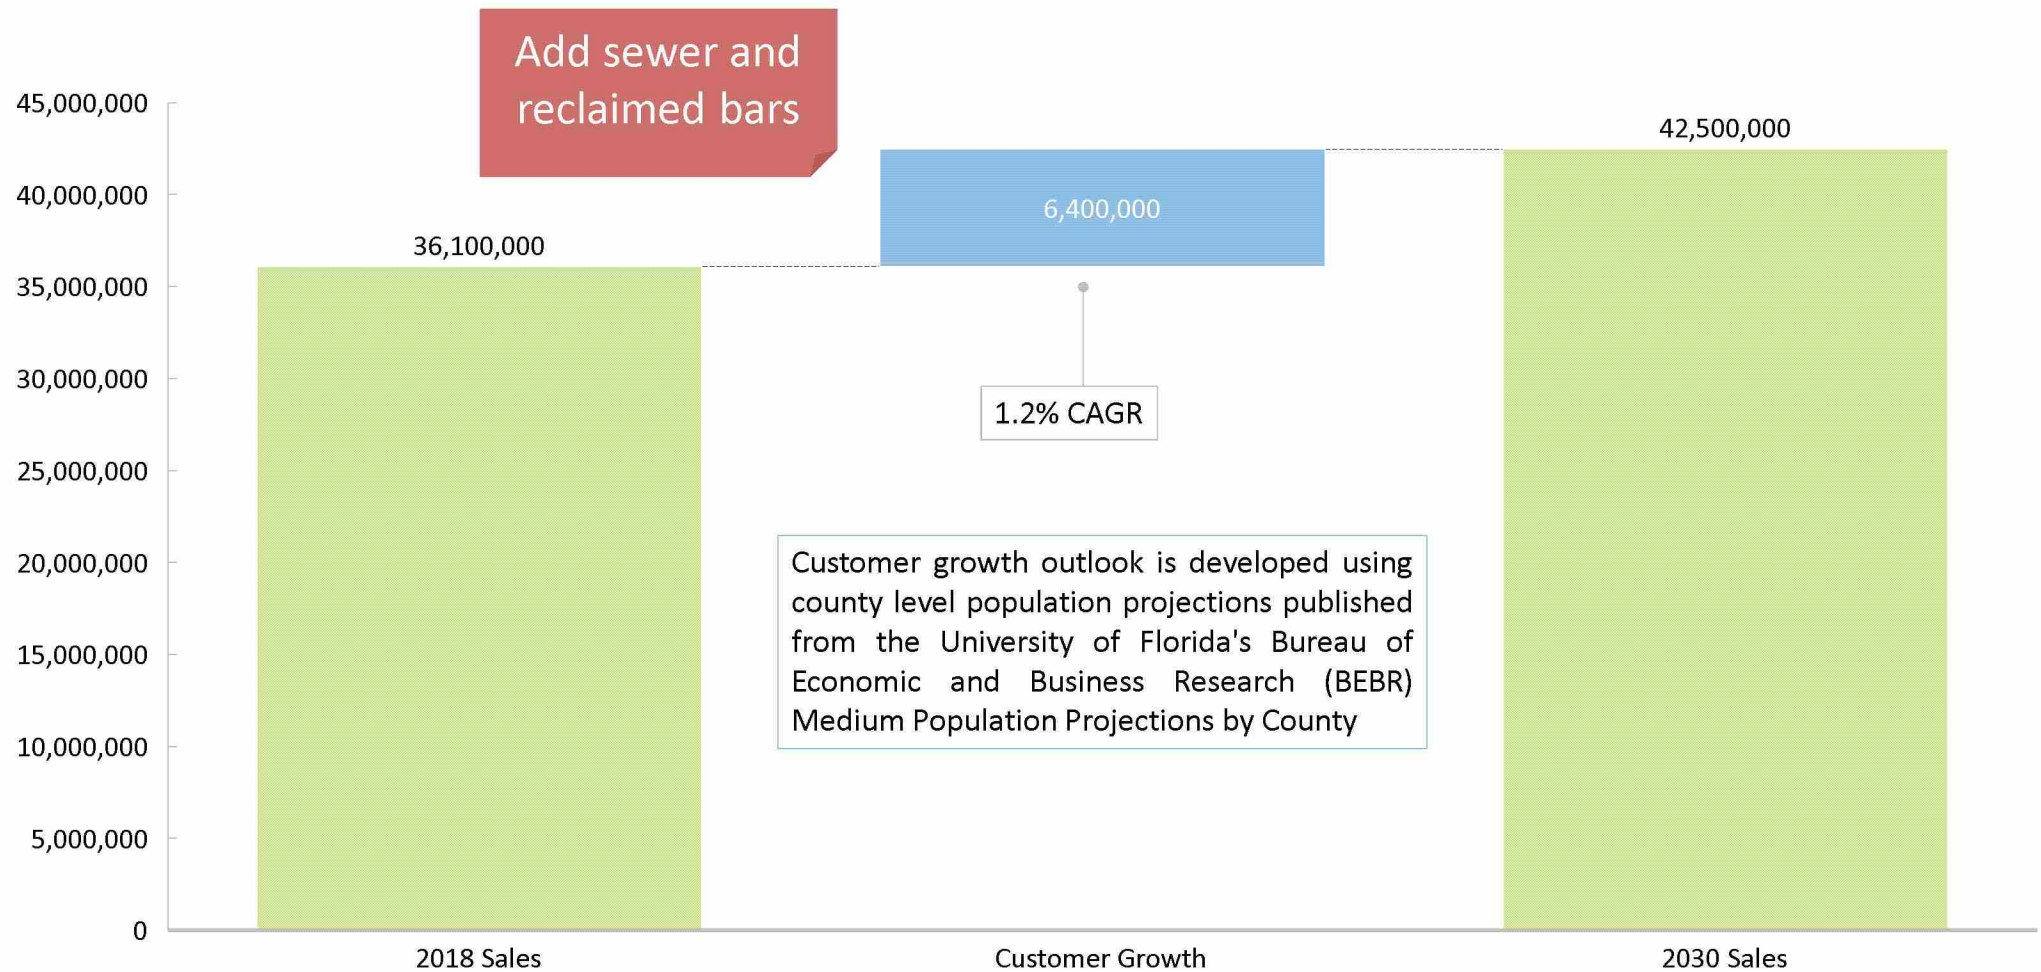 Add sewer and
reclaimed bars
45,000,000
40,000,000
35,000,000
30,000,000
25,000,000
20,000,000
15,000,000
10,000,000
5,000,000
0
36,100,000
6,400,000
42,500,000
1.2% CAGR
Customer growth outlook is developed using
county level population projections published
from the University of Florida's Bureau of
Economic and Business Research (BEBR)
Medium Population Projections by County
2018 Sales
Customer Growth
2030 Sales